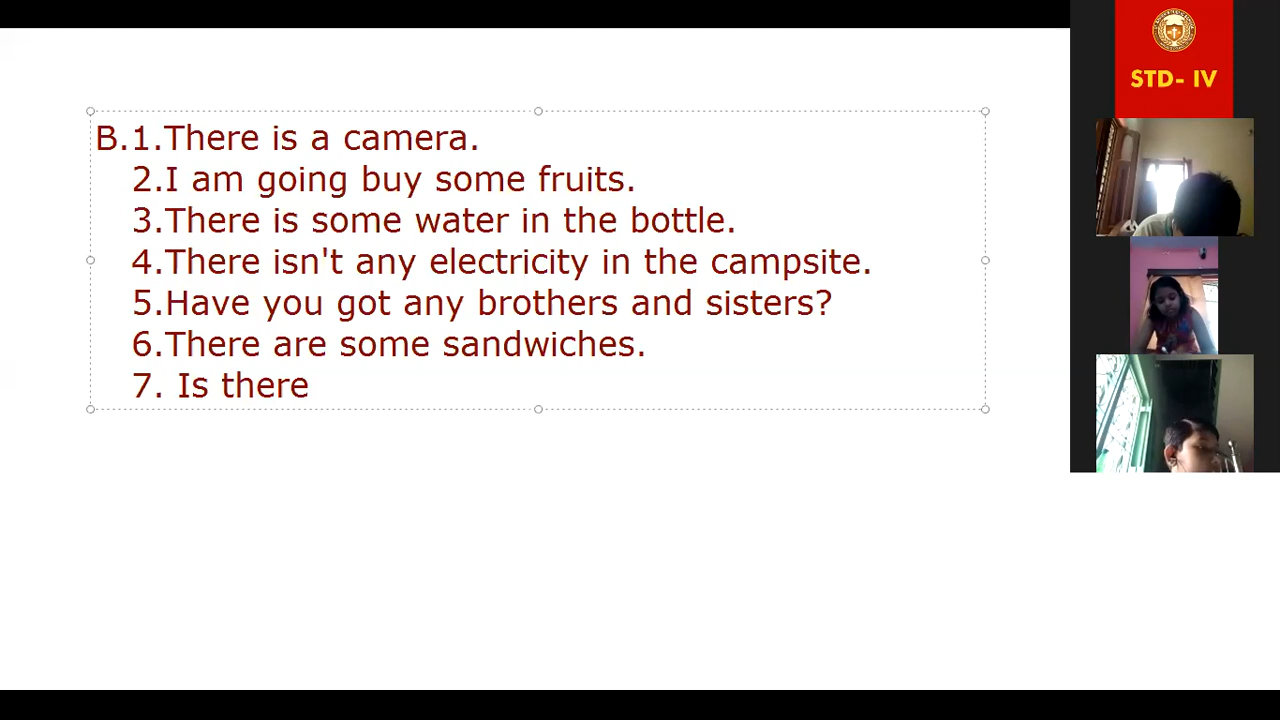 B.1.There is a camera.
2.I am going buy some fruits.
3.There is some water in the bottle.
4.There isn't any electricity in the campsite.
5.Have you got any brothers and sisters?
6.There are some sandwiches.
7. Is there
STD- IV